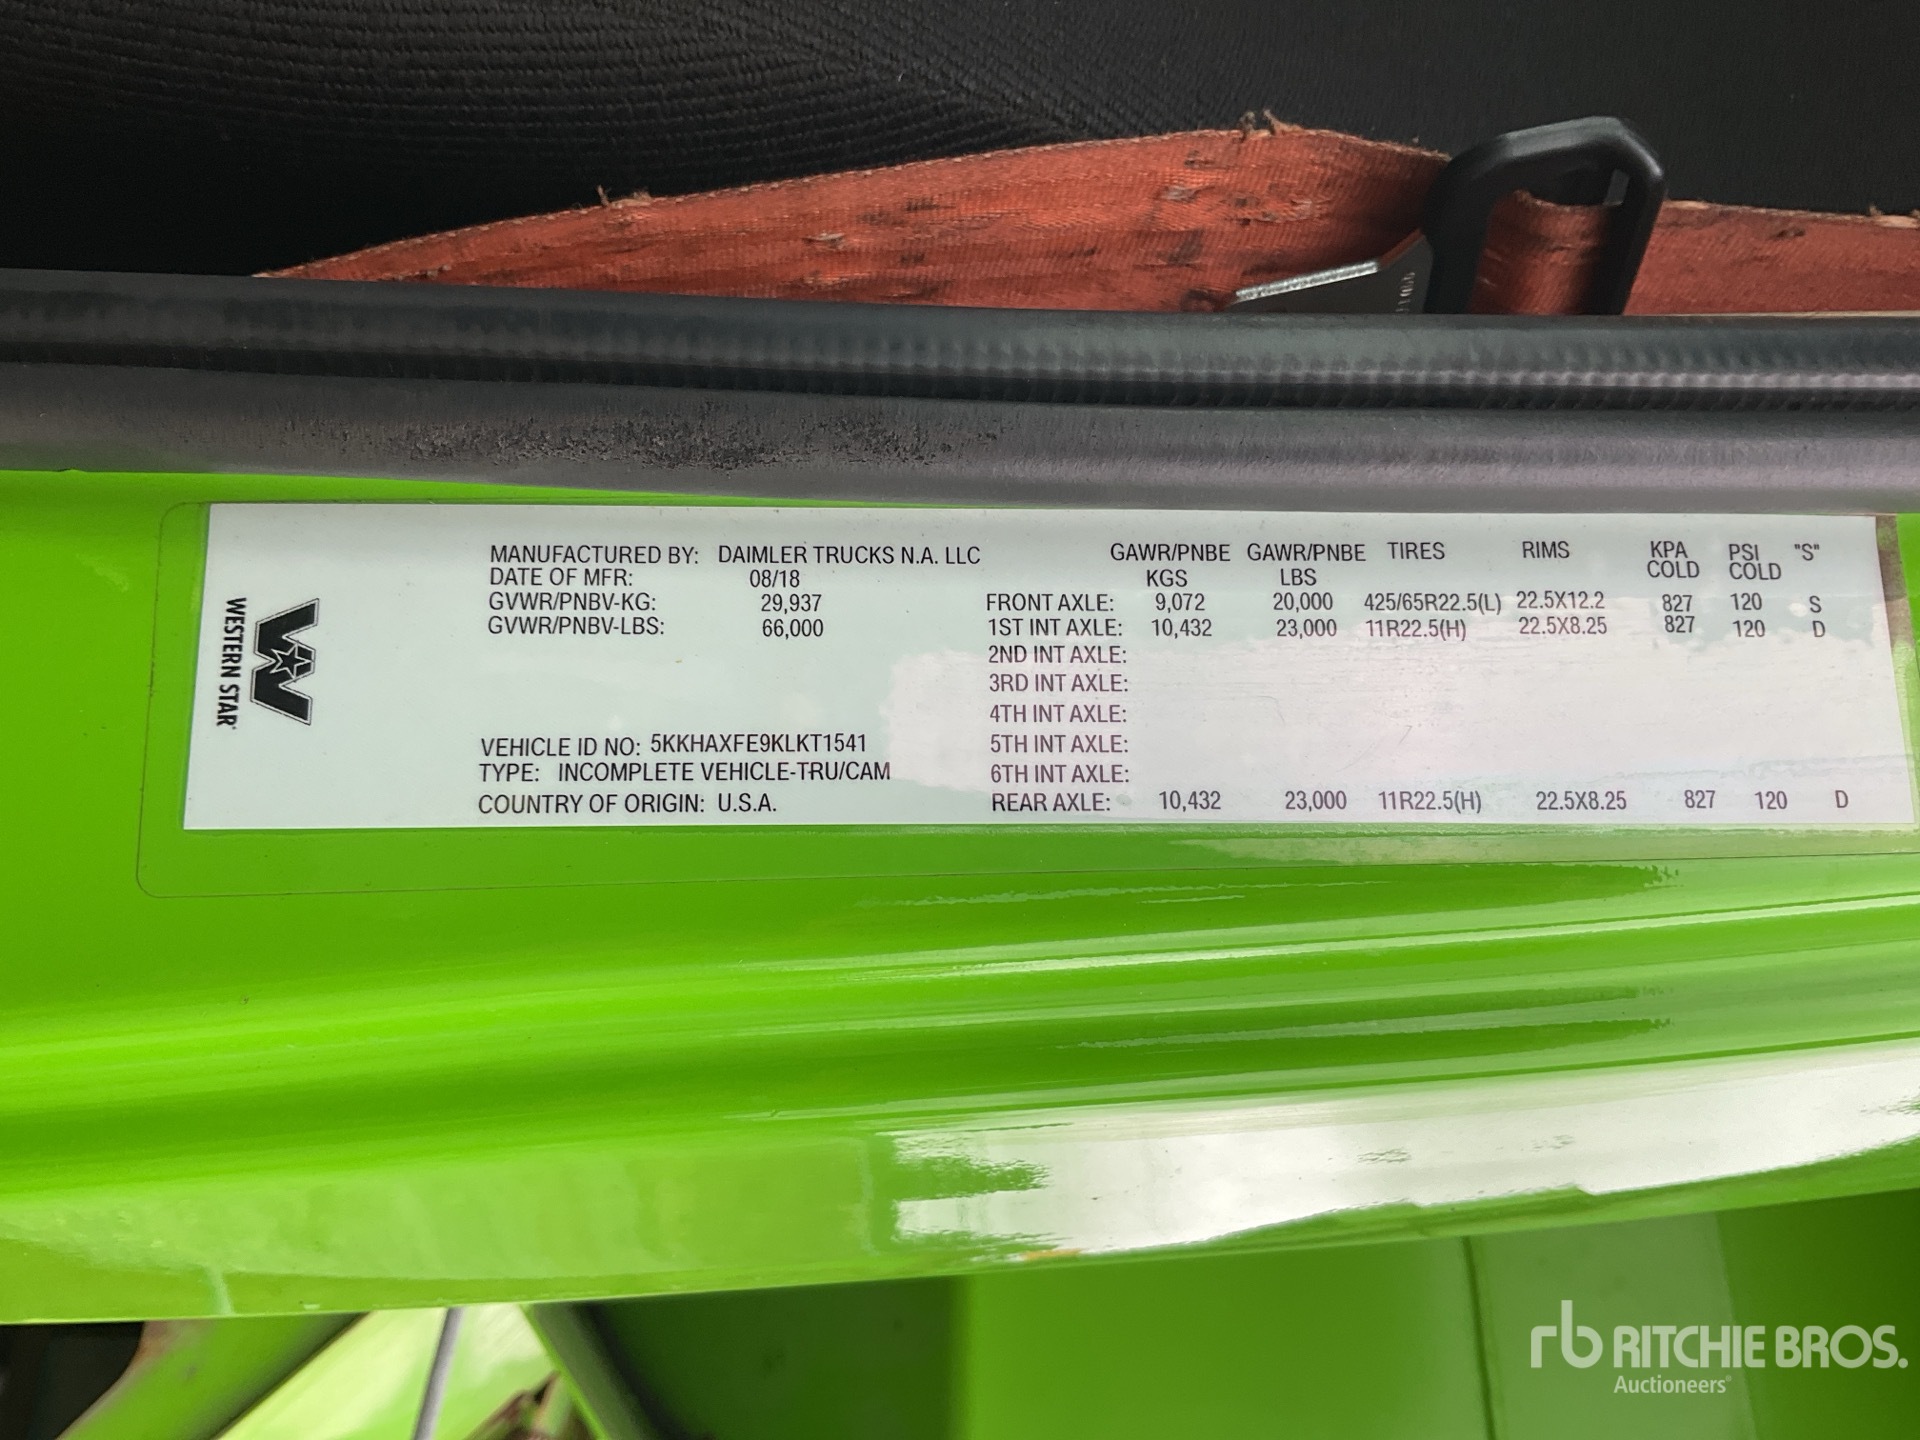 WESTERN STAR
MANUFACTURED BY: DAIMLER TRUCKS N.A. LLC
DATE OF MFR: 08/18
GVWR/PNBV-KG: 29,937
GVWR/PNBV-LBS: 66,000
VEHICLE ID NO: 5KKHAXFE9KLKT1541
TYPE: INCOMPLETE VEHICLE-TRU/CAM
COUNTRY OF ORIGIN: U.S.A.
GAWR/PNBE GAWR/PNBE TIRES RIMS KPA PSI "S"
KGS LBS COLD COLD
FRONT AXLE: 9,072 20,000 425/65R22.5(L) 22.5X12.2 827 120 S
1ST INT AXLE: 10,432 23,000 11R22.5(H) 22.5X8.25 827 120 D
2ND INT AXLE:
3RD INT AXLE:
4TH INT AXLE:
5TH INT AXLE:
6TH INT AXLE:
REAR AXLE: 10,432 23,000 11R22.5(H) 22.5X8.25 827 120 D
rb RITCHIE BROS.
Auctioneers